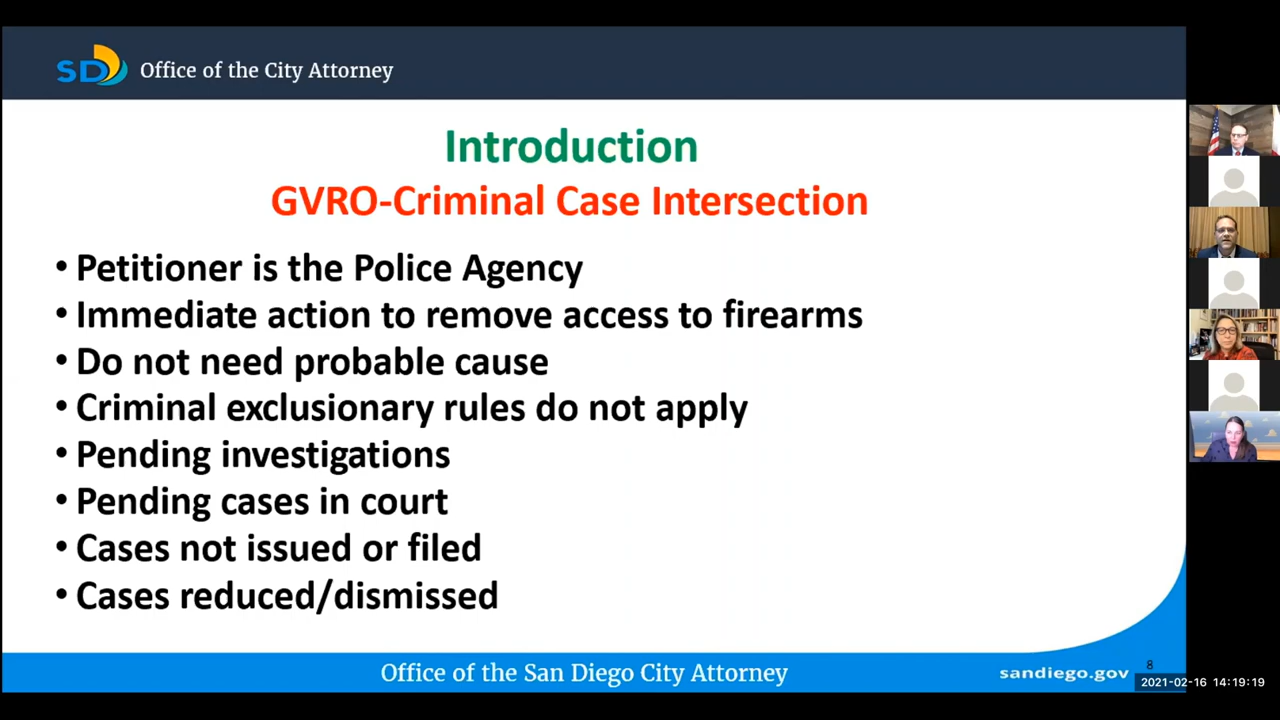 SD Office of the City Attorney
Introduction
GVRO-Criminal Case Intersection
• Petitioner is the Police Agency
• Immediate action to remove access to firearms
• Do not need probable cause
• Criminal exclusionary rules do not apply
• Pending investigations
• Pending cases in court
• Cases not issued or filed
• Cases reduced/dismissed
Office of the San Diego City Attorney
sandiego.gov
8
2021-02-16 14:19:19